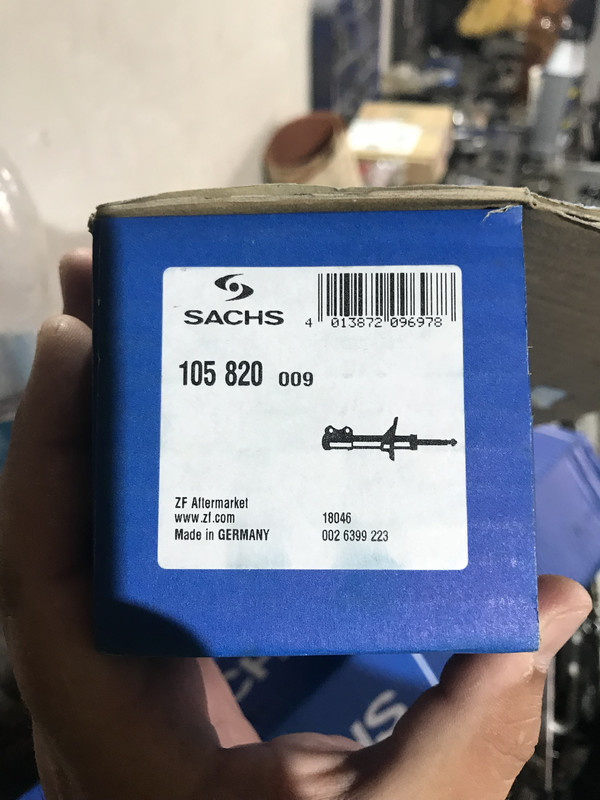 SACHS
4 013872 096978
105 820 009
ZF Aftermarket
www.zf.com
Made in GERMANY
18046
002 6399 223